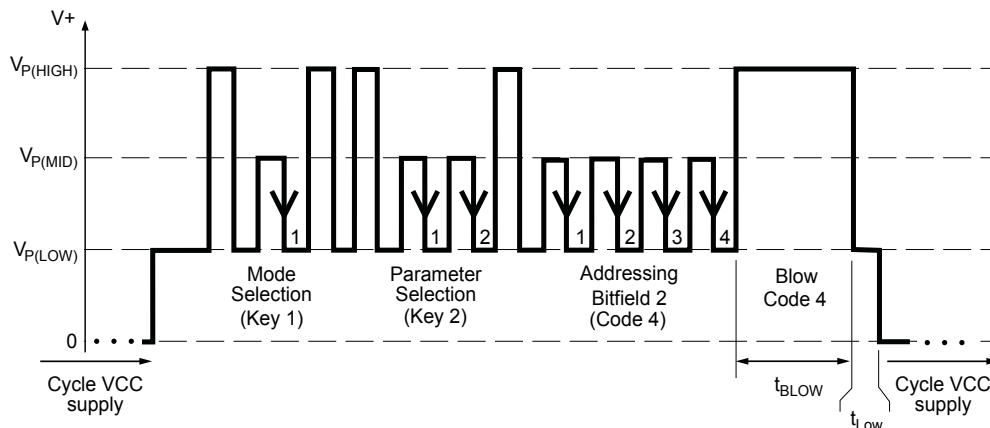 V+
VP(HIGH)
VP(MID)
1 1 2 1 2 3 4
VP(LOW)
Mode
Selection
(Key 1)
Parameter
Selection
(Key 2)
Addressing
Bitfield 2
(Code 4)
Blow
Code 4
0
Cycle VCC
supply
tBLOW
tLow
Cycle VCC
supply